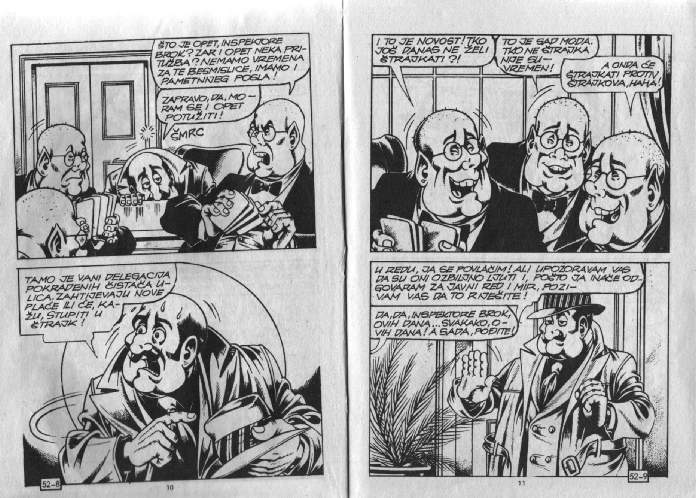 ŠTO JE OPET, INSPEKTORE
BROK? ZAR I OPET NEKA PRI-
TUŽBA? NEMAMO VREMENA
ZA TE BESMISLICE, IMAMO I
PAMETNIJEG POSLA!
ZAPRAVO, DA, MO-
RAM SE I OPET
POTUŽITI!
ŠMRC
TAMO JE VANI DELEGACIJA
POKRADENIH ČISTAČA U-
LICA. ZAHTIJEVAJU NOVE
PLAĆE ILI ĆE, KA-
ŽU, STUPITI U
ŠTRAJK!
52-8
10
I TO JE NOVOST! TKO
JOŠ DANAS NE ŽELI
ŠTRAJKATI?!
TO JE SAD MODA.
TKO NE ŠTRAJKA
NIJE SU-
VREMEN!
A ONDA ĆE
ŠTRAJKATI PROTIV
ŠTRAJKOVA, HAHA!
U REDU, JA SE POVLAČIM! ALI UPOZORAVAM VAS
DA SU ONI OZBILJNO LJUTI I, POŠTO JA INAČE OD-
GOVARAM ZA JAVNI RED I MIR, POZI-
VAM VAS DA TO RIJEŠITE!
DA, DA, INSPEKTORE BROK,
OVIH DANA... SVAKAKO, O-
VIH DANA! A SADA, POĐITE!
11
52-9